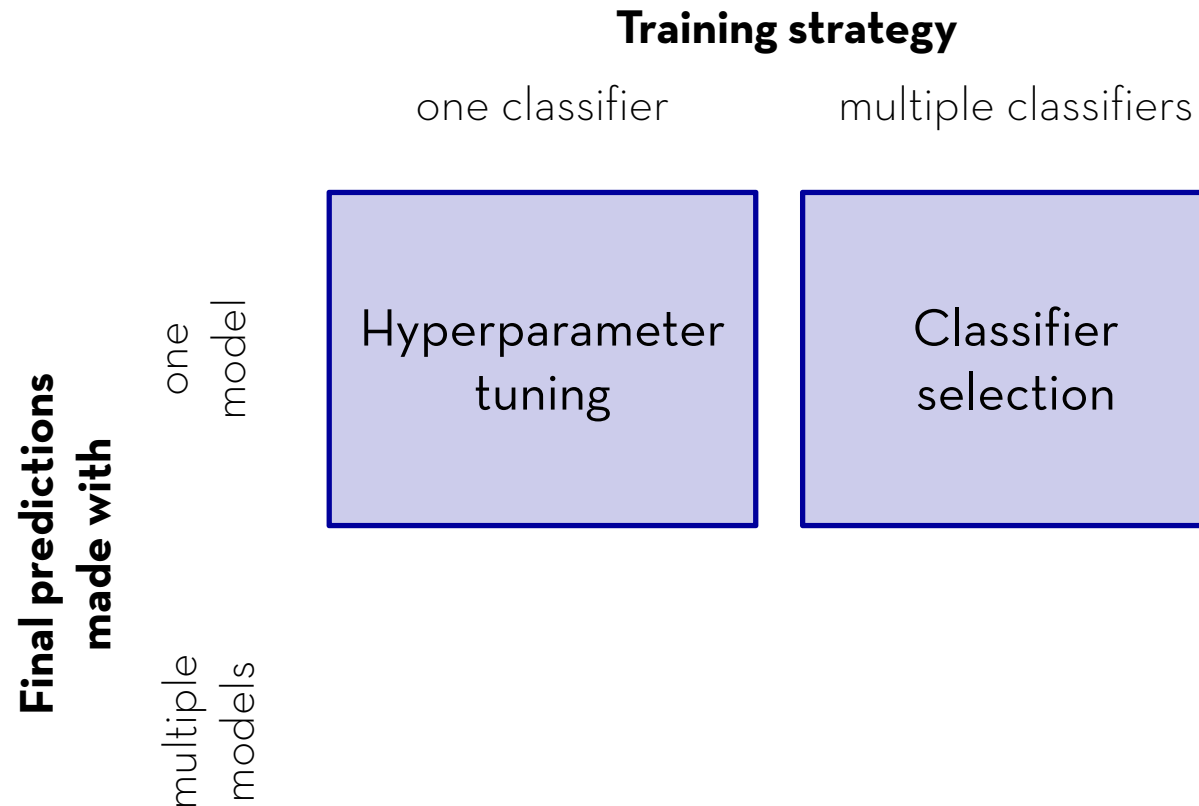 Training strategy
one classifier
multiple classifiers
Final predictions
made with
one
model
Hyperparameter
tuning
Classifier
selection
multiple
models